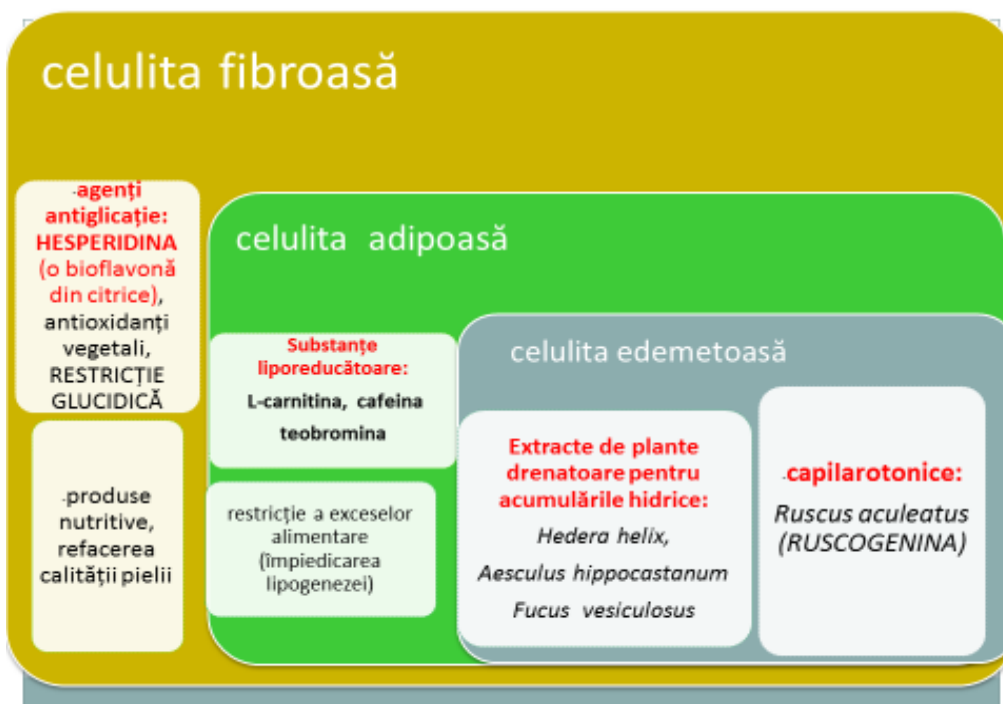 celulita fibroasă
-agenți
antiglicație:
HESPERIDINA
(o bioflavonă
din citrice),
antioxidanți
vegetali,
RESTRICȚIE
GLUCIDICĂ
-produse
nutritive,
refacerea
calității pielii
celulita adipoasă
Substanțe
liporeducătoare:
L-carnitina, cafeina
teobromina
restricție a exceselor
alimentare
(împiedicarea
lipogenezei)
celulita edemetoasă
Extracte de plante
drenatoare pentru
acumulările hidrice:
Hedera helix,
Aesculus hippocastanum
Fucus vesiculosus
-capilarotonice:
Ruscus aculeatus
(RUSCOGENINA)